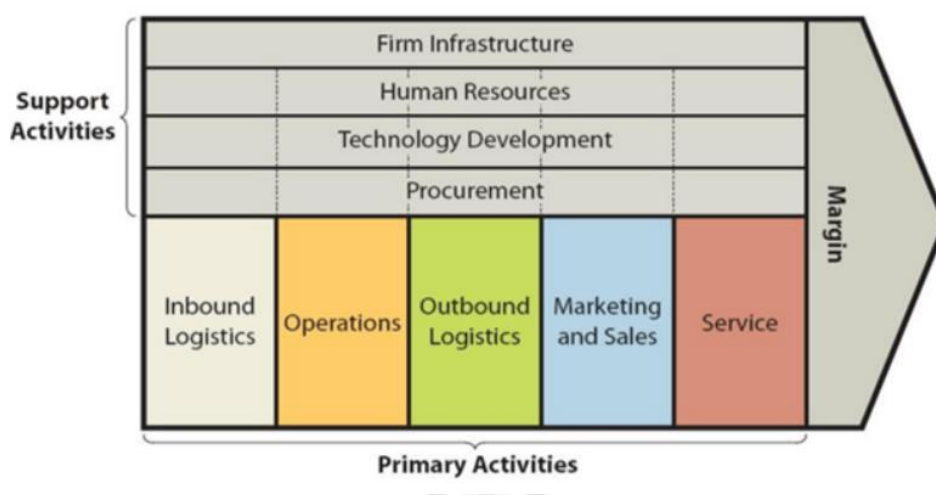 Firm Infrastructure
Human Resources
Technology Development
Procurement
Support
Activities
Inbound
Logistics
Operations
Outbound
Logistics
Marketing
and Sales
Service
Margin
Primary Activities